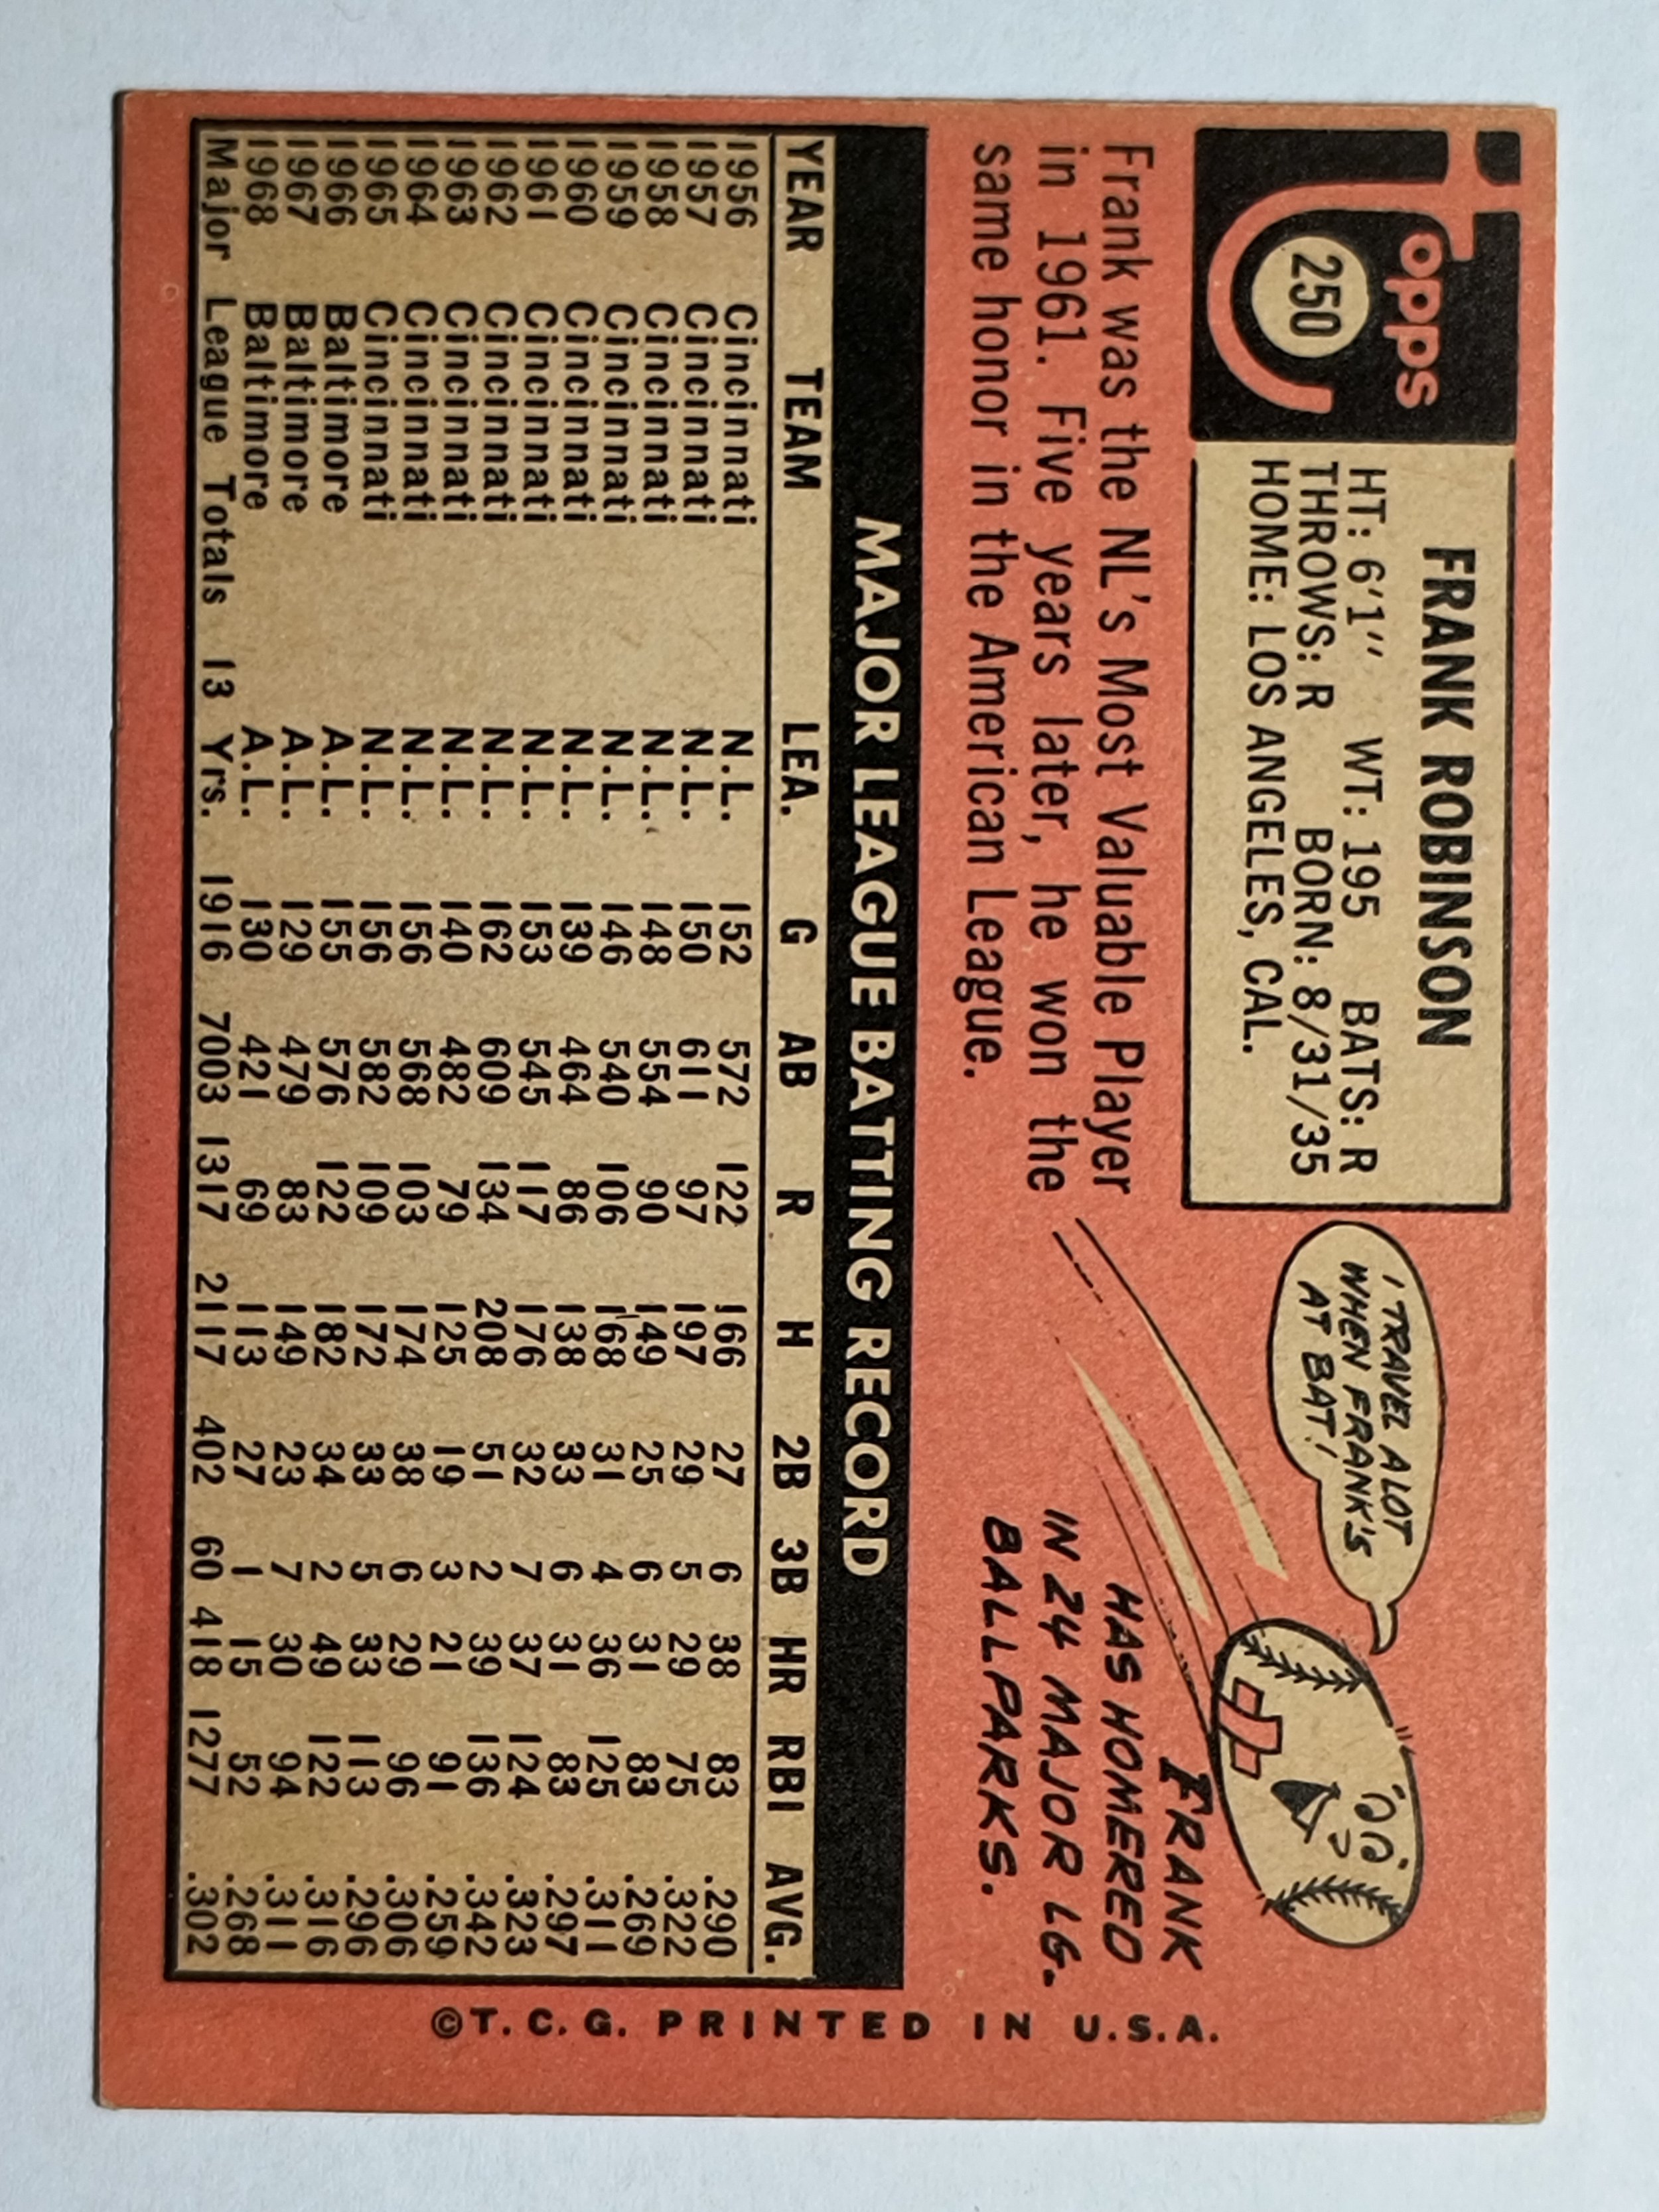 Topps
250
FRANK ROBINSON
HT: 6'1'' WT: 195 BATS: R
THROWS: R BORN: 8/31/35
HOME: LOS ANGELES, CAL.
Frank was the NL's Most Valuable Player
in 1961. Five years later, he won the
same honor in the American League.
I TRAVEL A LOT
WHEN FRANK'S
AT BAT!
FRANK
HAS HOMERED
IN 24 MAJOR LG.
BALLPARKS.
MAJOR LEAGUE BATTING RECORD
YEAR TEAM LEA. G AB R H 2B 3B HR RBI AVG.
1956 Cincinnati N.L. 152 572 122 166 27 6 38 83 .290
1957 Cincinnati N.L. 150 611 97 197 29 5 29 75 .322
1958 Cincinnati N.L. 148 554 90 149 25 6 31 83 .269
1959 Cincinnati N.L. 146 540 106 168 31 4 36 125 .311
1960 Cincinnati N.L. 139 464 86 138 33 6 31 83 .297
1961 Cincinnati N.L. 153 545 117 176 32 7 37 124 .323
1962 Cincinnati N.L. 162 609 134 208 51 2 39 136 .342
1963 Cincinnati N.L. 140 482 79 125 19 3 21 91 .259
1964 Cincinnati N.L. 156 568 103 174 38 6 29 96 .306
1965 Cincinnati N.L. 156 582 109 172 33 5 33 113 .296
1966 Baltimore A.L. 155 576 122 182 34 2 49 122 .316
1967 Baltimore A.L. 129 479 83 149 23 7 30 94 .311
1968 Baltimore A.L. 130 421 69 113 27 1 15 52 .268
Major League Totals 13 Yrs. 1916 7003 1317 2117 402 60 418 1277 .302
©T.C.G. PRINTED IN U.S.A.